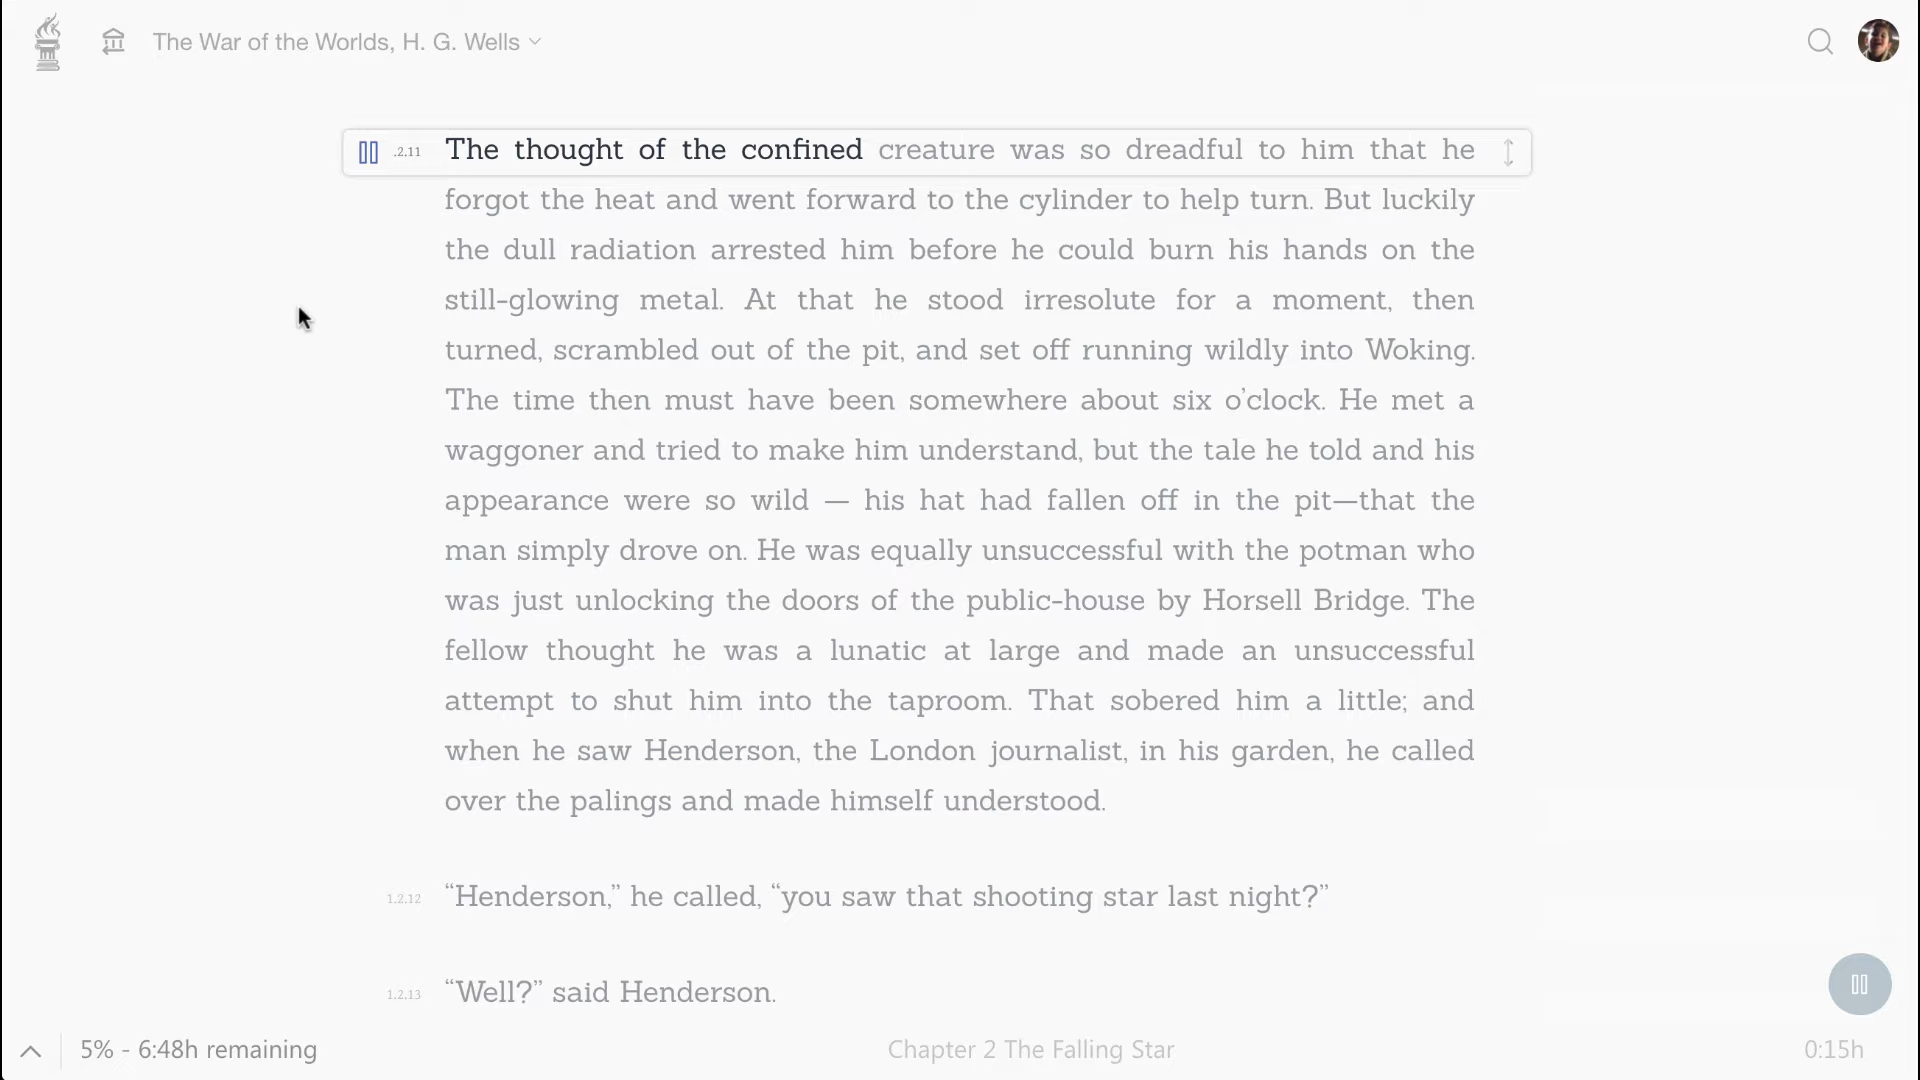 The War of the Worlds, H. G. Wells
.2.11 The thought of the confined creature was so dreadful to him that he
forgot the heat and went forward to the cylinder to help turn. But luckily
the dull radiation arrested him before he could burn his hands on the
still-glowing metal. At that he stood irresolute for a moment, then
turned, scrambled out of the pit, and set off running wildly into Woking.
The time then must have been somewhere about six o’clock. He met a
waggoner and tried to make him understand, but the tale he told and his
appearance were so wild — his hat had fallen off in the pit—that the
man simply drove on. He was equally unsuccessful with the potman who
was just unlocking the doors of the public-house by Horsell Bridge. The
fellow thought he was a lunatic at large and made an unsuccessful
attempt to shut him into the taproom. That sobered him a little; and
when he saw Henderson, the London journalist, in his garden, he called
over the palings and made himself understood.
1.2.12 “Henderson,” he called, “you saw that shooting star last night?”
1.2.13 “Well?” said Henderson.
5% - 6:48h remaining
Chapter 2 The Falling Star
0:15h